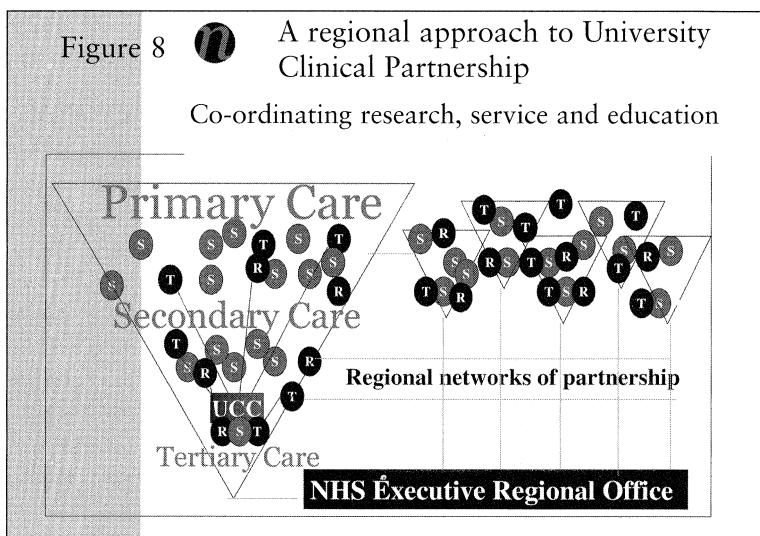 Figure 8
n
A regional approach to University
Clinical Partnership
Co-ordinating research, service and education
Primary Care
S S S T S T
R S S S
S T S R
Secondary Care
T S S
S R S S R
T
UCC
R S T
Tertiary Care
T S T T S T
S R S S R S
S S R S T S R T
T S R T S R T S
Regional networks of partnership
NHS Executive Regional Office